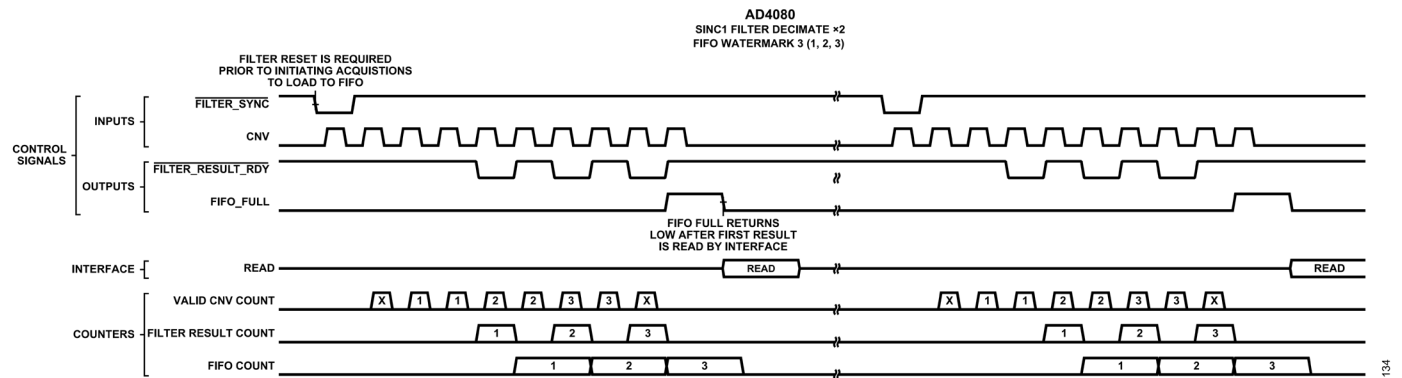 AD4080
SINC1 FILTER DECIMATE ×2
FIFO WATERMARK 3 (1, 2, 3)
FILTER RESET IS REQUIRED
PRIOR TO INITIATING ACQUISTIONS
TO LOAD TO FIFO
CONTROL
SIGNALS
INPUTS
FILTER_SYNC
CNV
OUTPUTS
FILTER_RESULT_RDY
FIFO_FULL
FIFO FULL RETURNS
LOW AFTER FIRST RESULT
IS READ BY INTERFACE
INTERFACE
READ
READ
READ
COUNTERS
VALID CNV COUNT
X 1 1 2 2 3 3 X
X 1 1 2 2 3 3 X
FILTER RESULT COUNT
1 2 3
1 2 3
FIFO COUNT
1 2 3
1 2 3
134